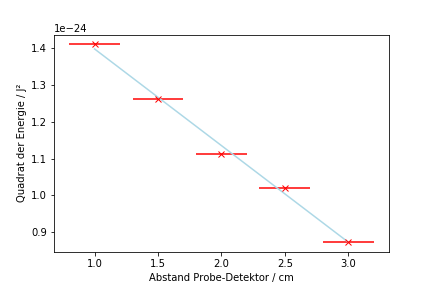 1e−24
1.4
1.3
1.2
1.1
1.0
0.9
Quadrat der Energie / J²
1.0 1.5 2.0 2.5 3.0
Abstand Probe-Detektor / cm